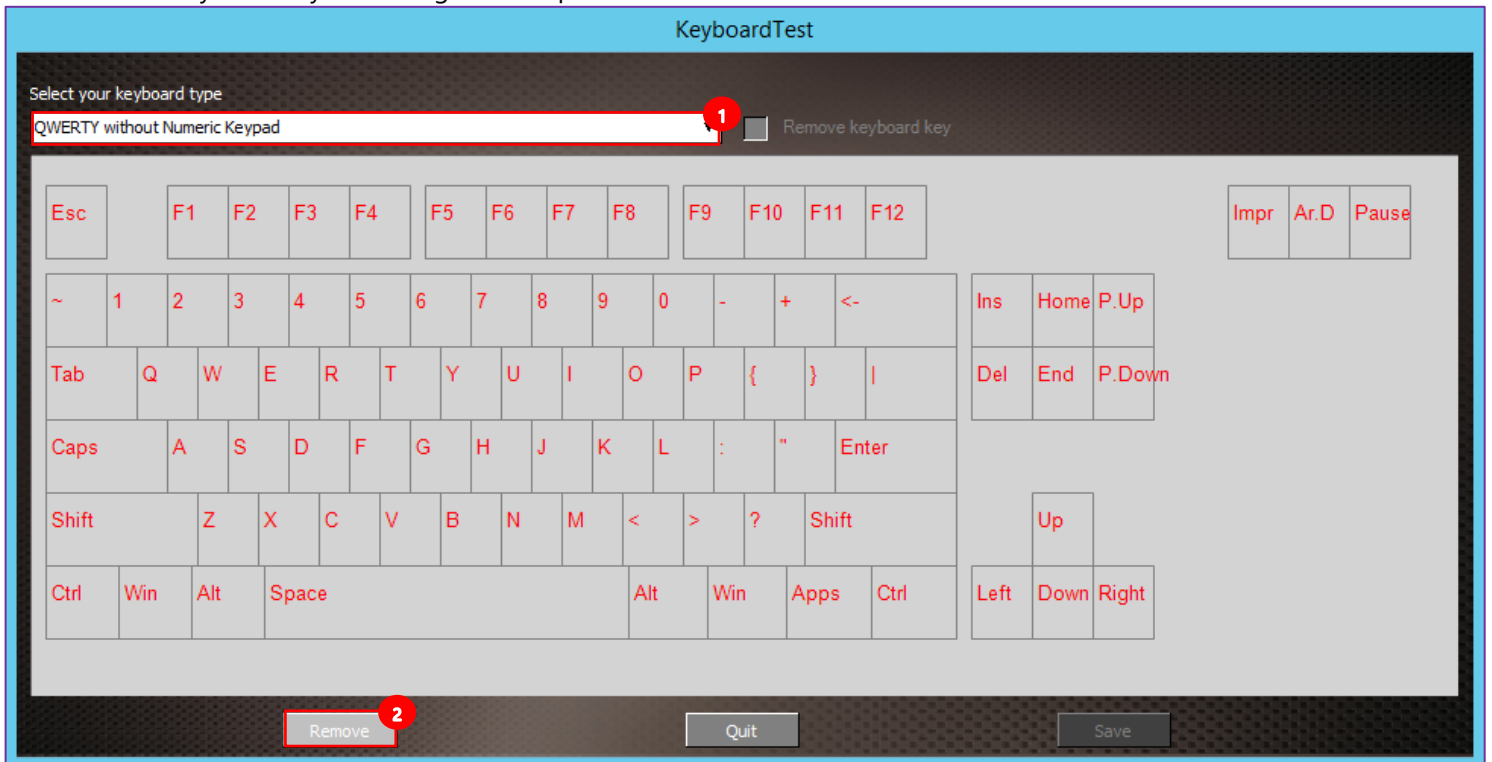 KeyboardTest
Select your keyboard type
QWERTY without Numeric Keypad 1 Remove keyboard key
Esc F1 F2 F3 F4 F5 F6 F7 F8 F9 F10 F11 F12 Impr Ar.D Pause
~ 1 2 3 4 5 6 7 8 9 0 - + <- Ins Home P.Up
Tab Q W E R T Y U I O P { } | Del End P.Down
Caps A S D F G H J K L : " Enter
Shift Z X C V B N M < > ? Shift Up
Ctrl Win Alt Space Alt Win Apps Ctrl Left Down Right
Remove 2 Quit Save